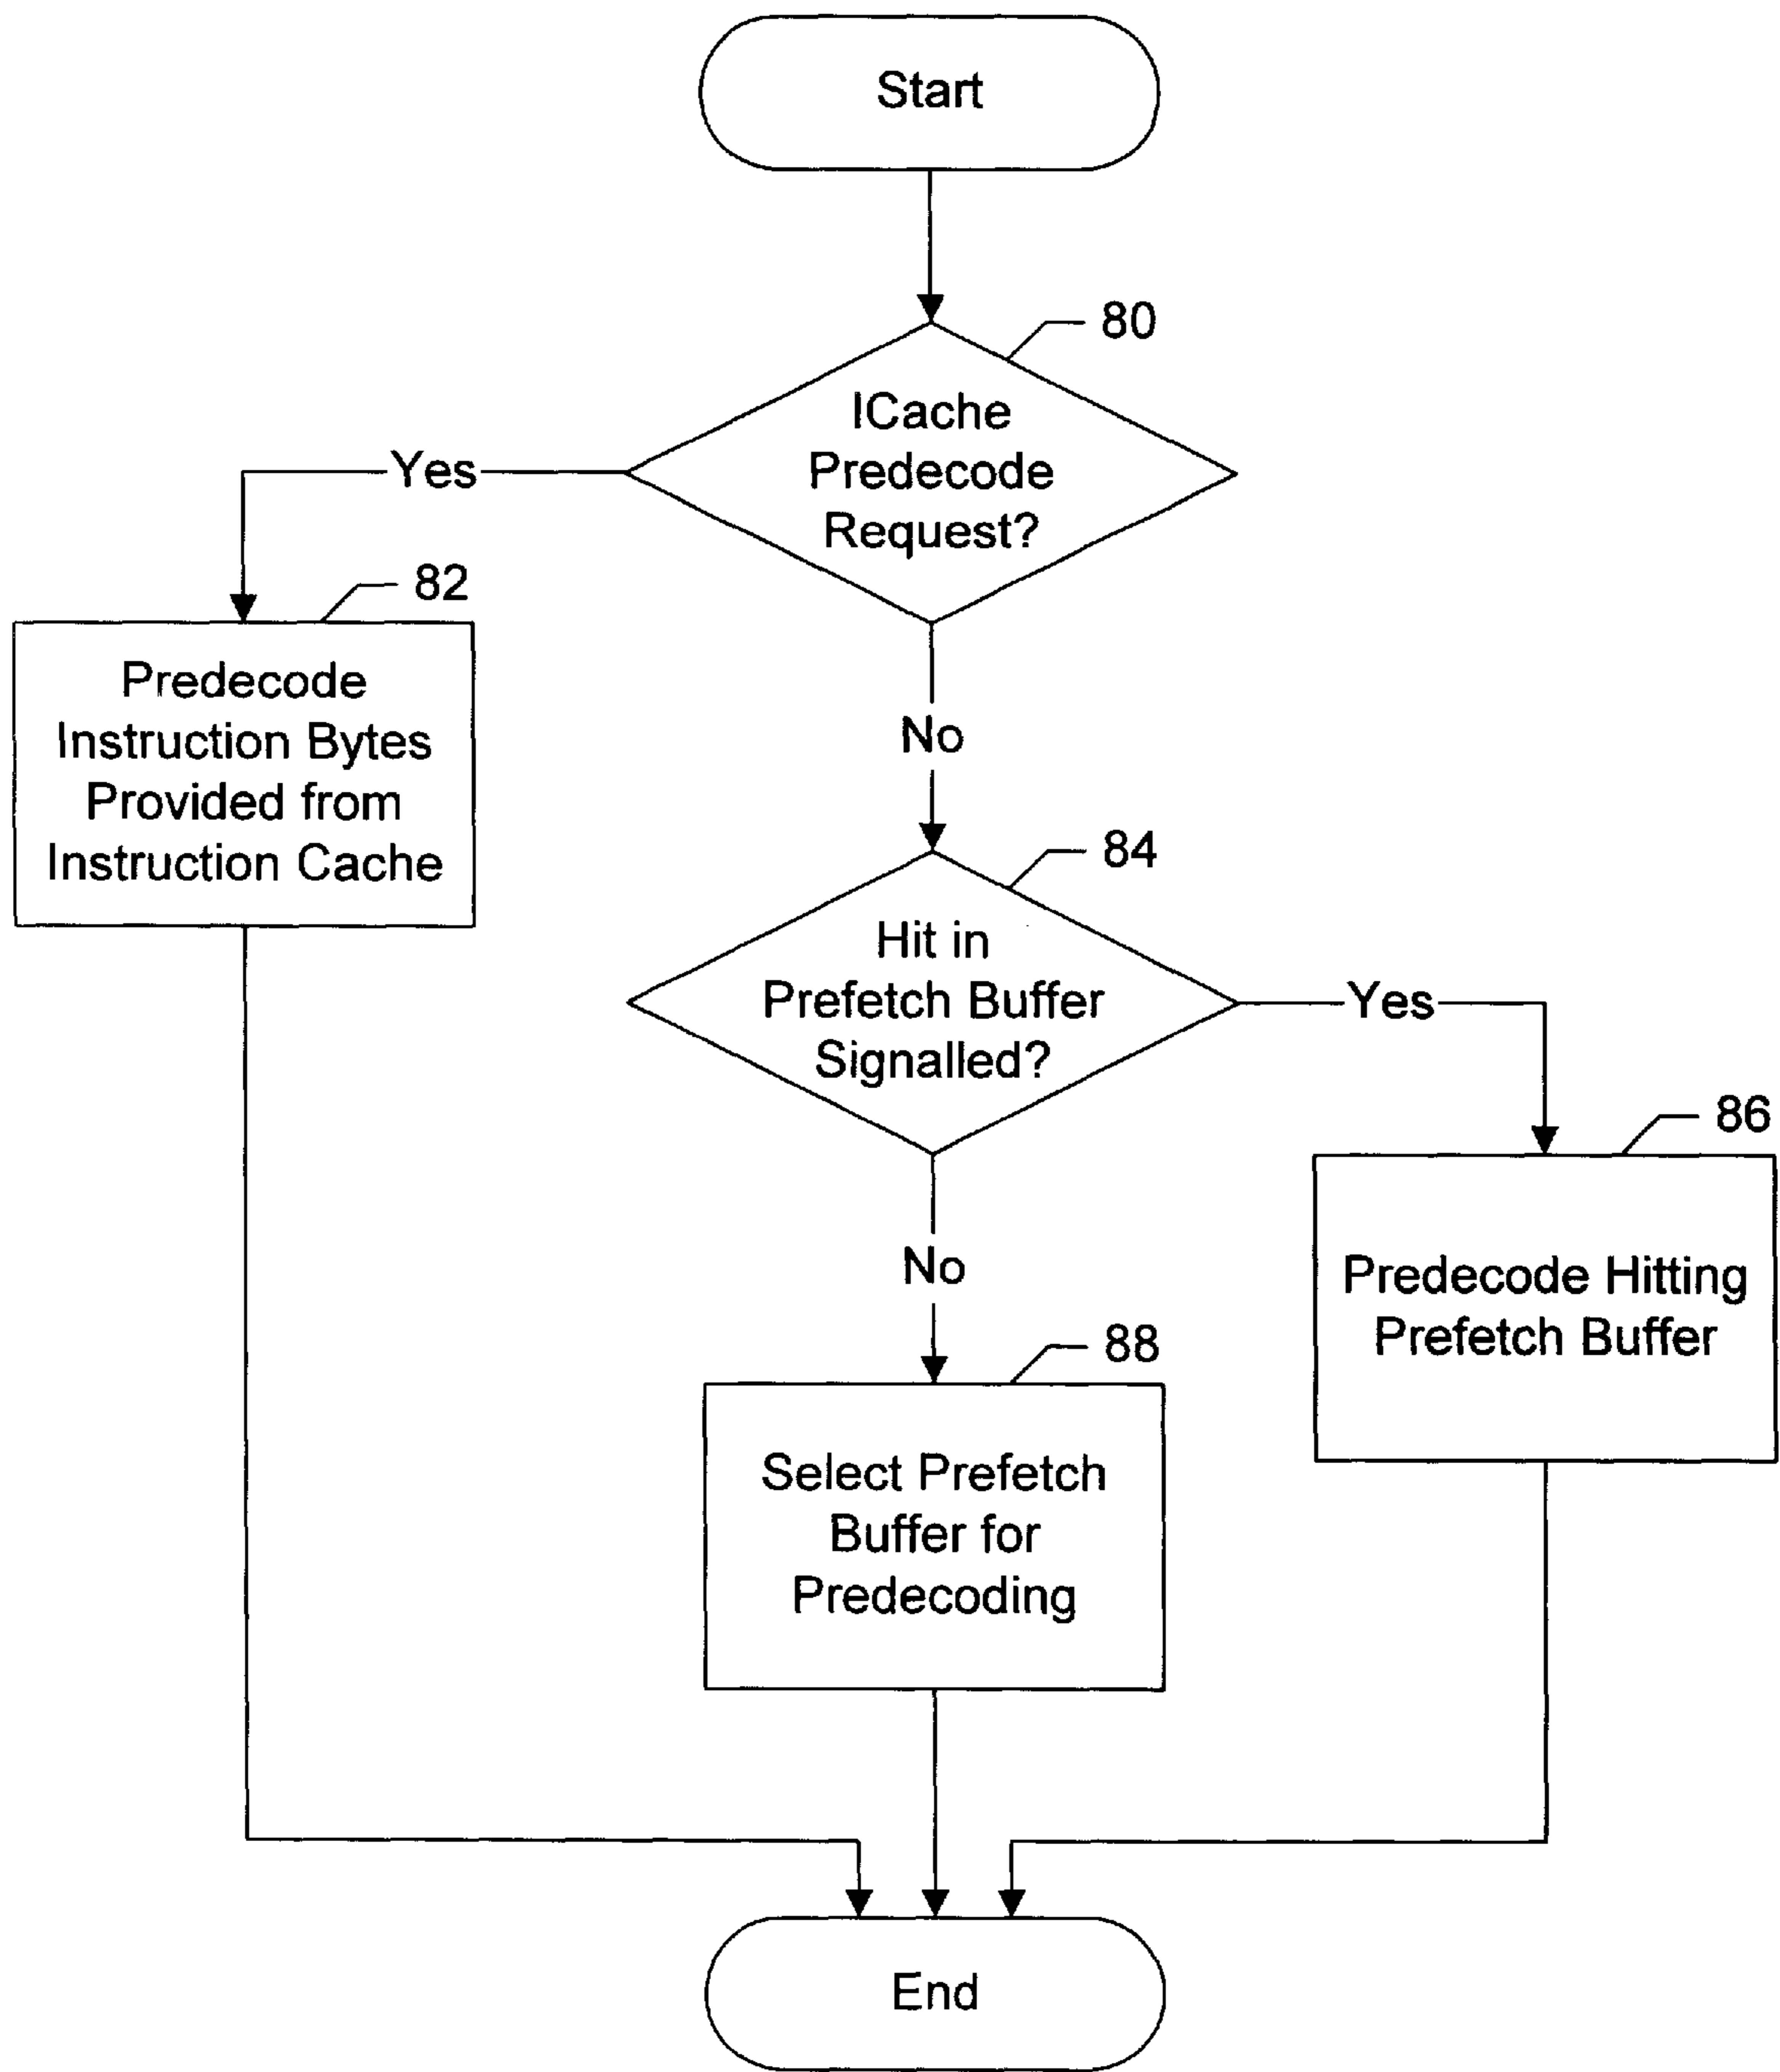 Start
80
ICache
Predecode
Request?
Yes
82
Predecode
Instruction Bytes
Provided from
Instruction Cache
No
84
Hit in
Prefetch Buffer
Signalled?
Yes
86
Predecode Hitting
Prefetch Buffer
No
88
Select Prefetch
Buffer for
Predecoding
End